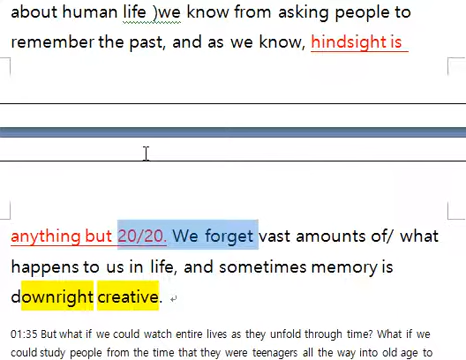 about human life )we know from asking people to
remember the past, and as we know, hindsight is
anything but 20/20. We forget vast amounts of/ what
happens to us in life, and sometimes memory is
downright creative.
01:35 But what if we could watch entire lives as they unfold through time? What if we
could study people from the time that they were teenagers all the way into old age to